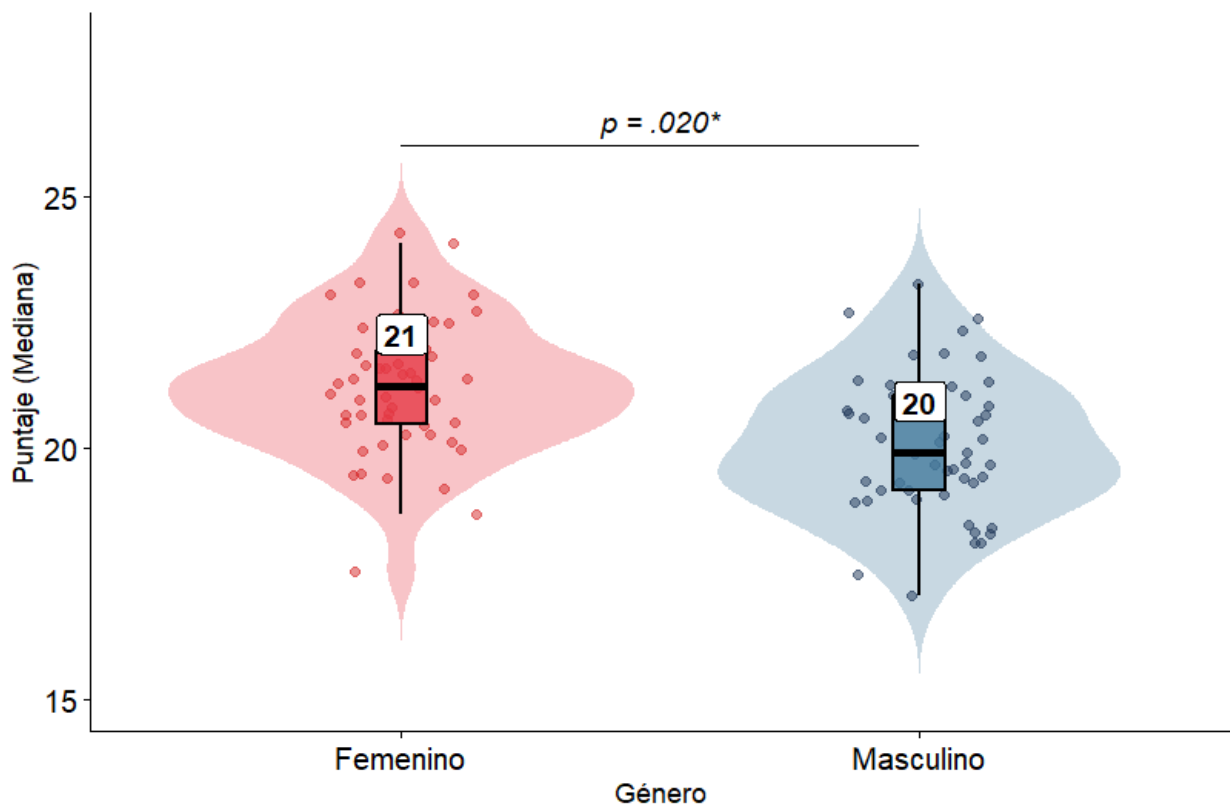 p = .020*
25
21
20
20
15
Puntaje (Mediana)
Femenino
Masculino
Género